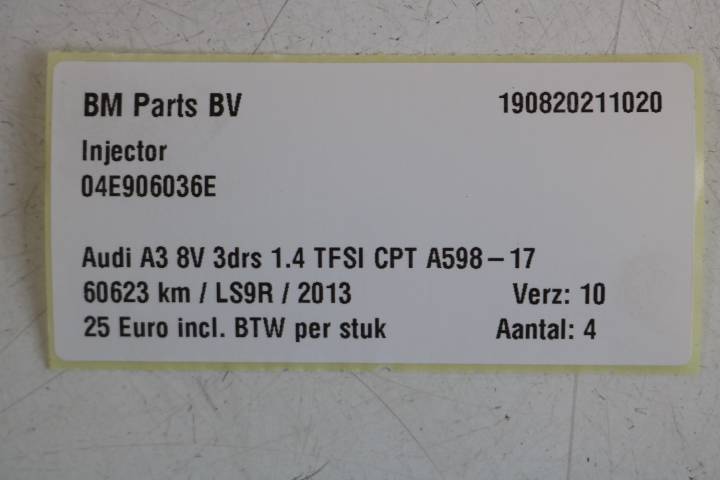 BM Parts BV 190820211020
Injector
04E906036E
Audi A3 8V 3drs 1.4 TFSI CPT A598-17
60623 km / LS9R / 2013 Verz: 10
25 Euro incl. BTW per stuk Aantal: 4